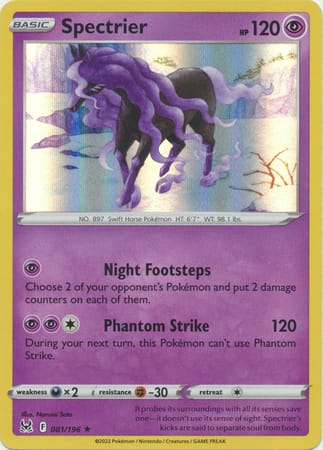 BASIC Spectrier HP 120
NO. 897 Swift Horse Pokémon HT: 6'7" WT: 98.1 lbs.
Night Footsteps
Choose 2 of your opponent's Pokémon and put 2 damage
counters on each of them.
Phantom Strike 120
During your next turn, this Pokémon can't use Phantom
Strike.
weakness ×2 resistance -30 retreat
Illus. Narumi Sato
F 081/196 ★
It probes its surroundings with all its senses save
one—it doesn't use its sense of sight. Spectrier's
kicks are said to separate soul from body.
©2022 Pokémon / Nintendo / Creatures / GAME FREAK